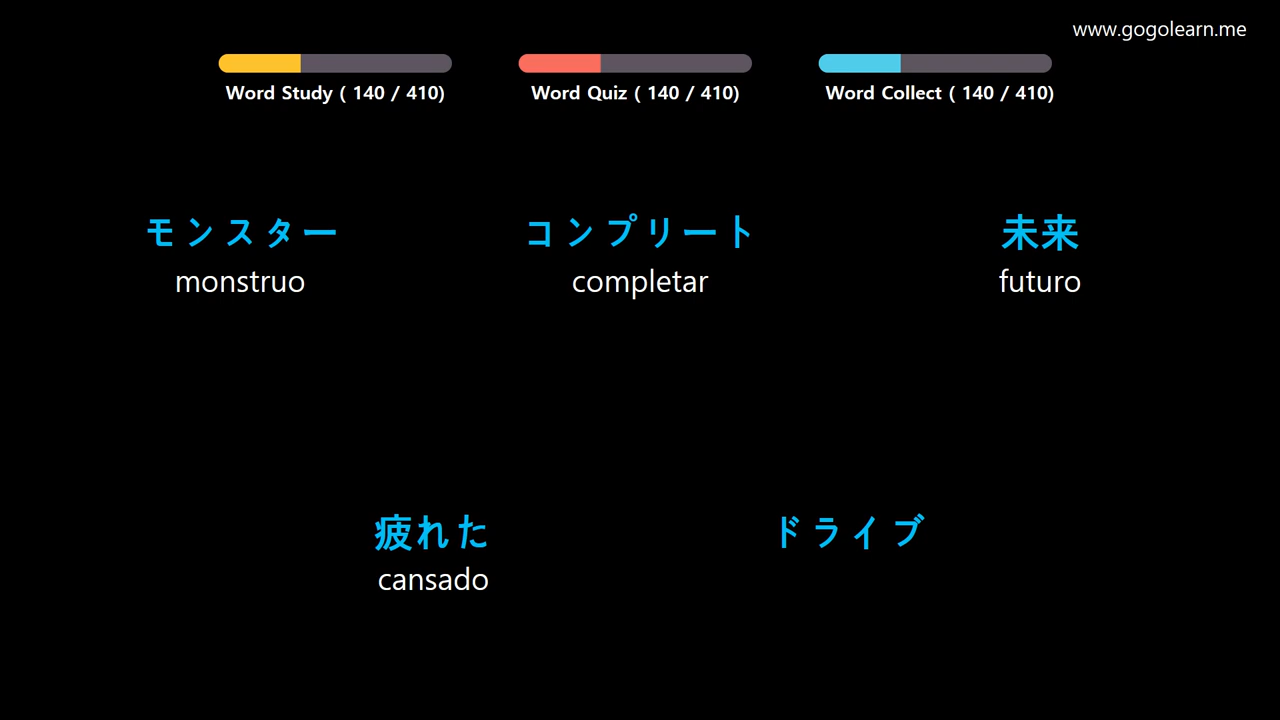 www.gogolearn.me
Word Study ( 140 / 410)
Word Quiz ( 140 / 410)
Word Collect ( 140 / 410)
モンスター
monstruo
コンプリート
completar
未来
futuro
疲れた
cansado
ドライブ